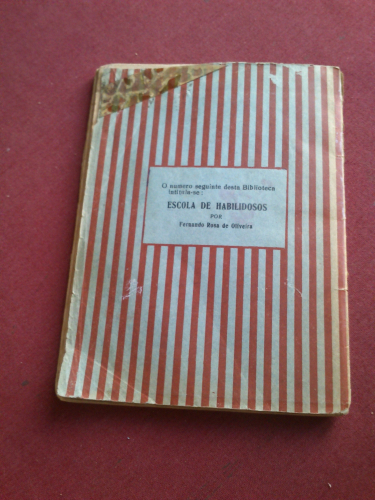 O numero seguinte desta Biblioteca
intitula-se:
ESCOLA DE HABILIDOSOS
POR
Fernando Rosa de Oliveira